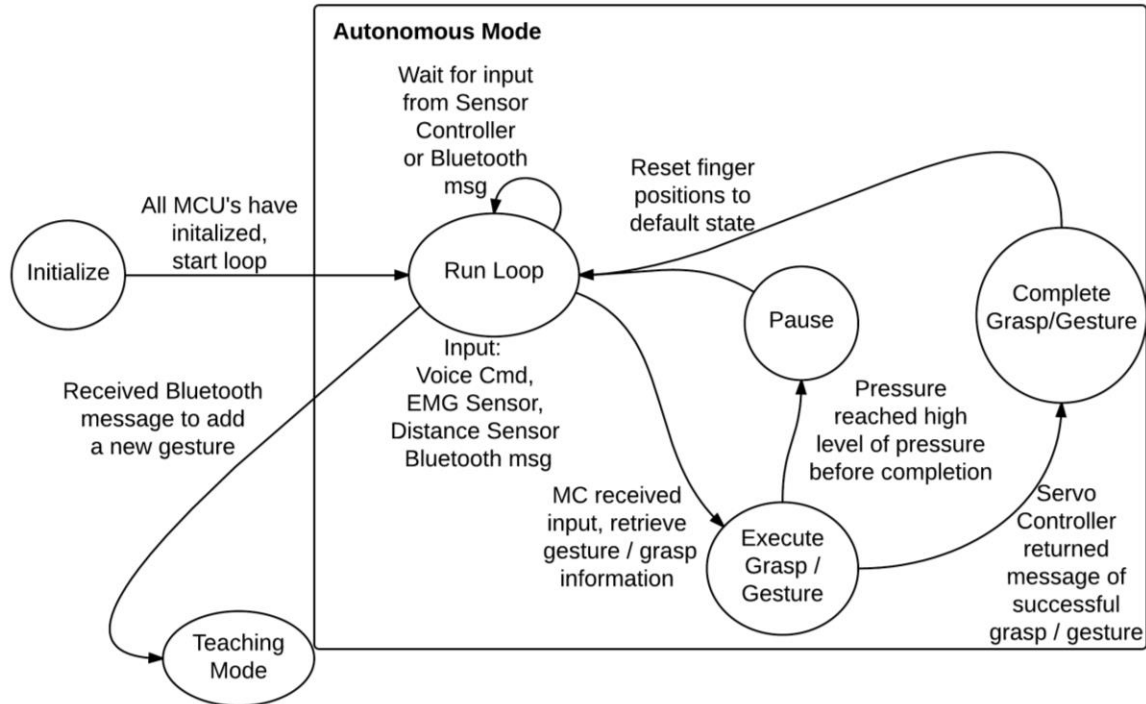 Autonomous Mode
Wait for input
from Sensor
Controller
or Bluetooth
msg
Reset finger
positions to
default state
All MCU's have
initalized,
start loop
Initialize
Run Loop
Pause
Complete
Grasp/Gesture
Input:
Voice Cmd,
EMG Sensor,
Distance Sensor
Bluetooth msg
Received Bluetooth
message to add
a new gesture
Pressure
reached high
level of pressure
before completion
MC received
input, retrieve
gesture / grasp
information
Execute
Grasp /
Gesture
Servo
Controller
returned
message of
successful
grasp / gesture
Teaching
Mode